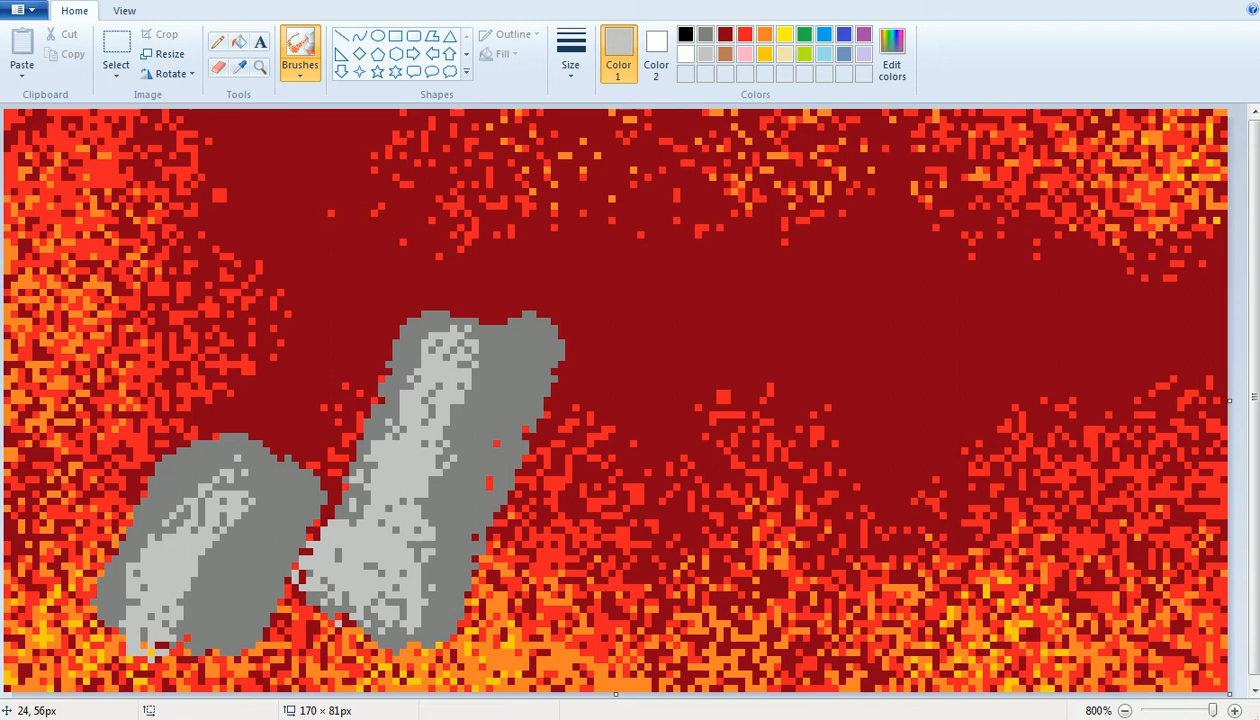 Home View
Paste
Cut
Copy
Clipboard
Select
Crop
Resize
Rotate
Image
A
Tools
Brushes
Outline
Fill
Shapes
Size
Color 1
Color 2
Edit colors
Colors
24, 56px
170 × 81px
800%